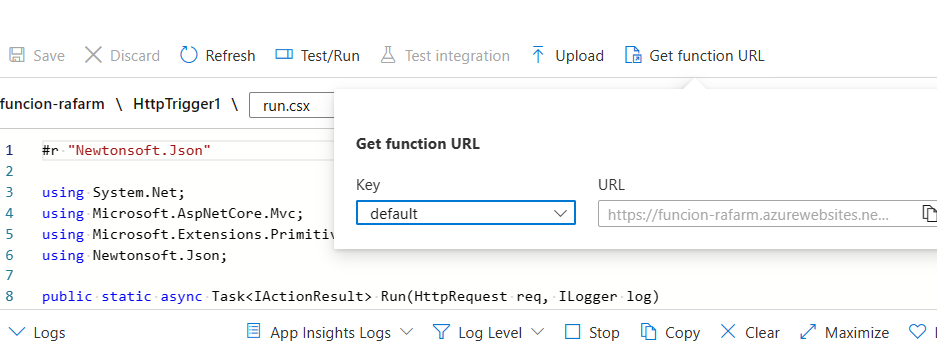 Save Discard Refresh Test/Run Test integration Upload Get function URL
funcion-rafarm \ HttpTrigger1 \ run.csx
Get function URL
Key URL
default https://funcion-rafarm.azurewebsites.ne...
1 #r "Newtonsoft.Json"
2
3 using System.Net;
4 using Microsoft.AspNetCore.Mvc;
5 using Microsoft.Extensions.Primitiv
6 using Newtonsoft.Json;
7
8 public static async Task<IActionResult> Run(HttpRequest req, ILogger log)
Logs App Insights Logs Log Level Stop Copy Clear Maximize